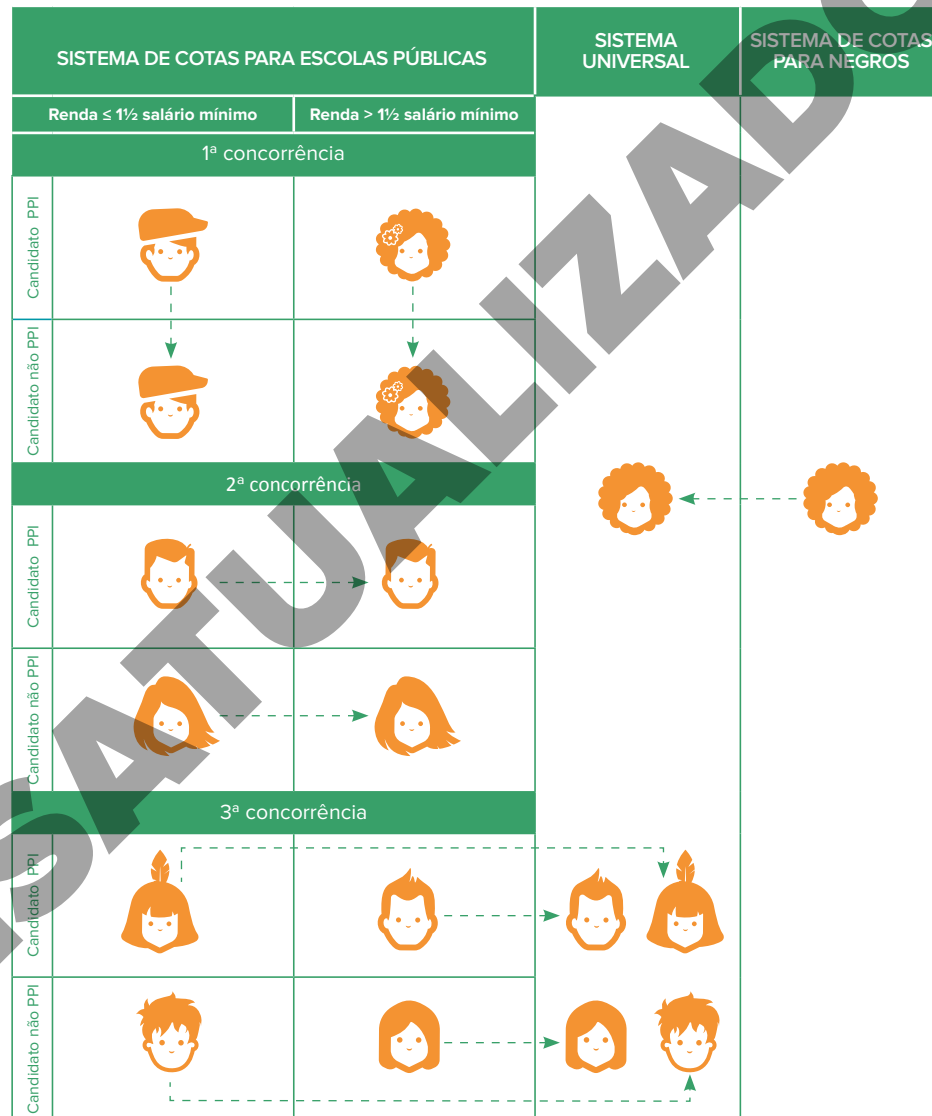 SISTEMA DE COTAS PARA ESCOLAS PÚBLICAS
SISTEMA
UNIVERSAL
SISTEMA DE COTAS
PARA NEGROS
Renda ≤ 1½ salário mínimo
Renda > 1½ salário mínimo
1ª concorrência
Candidato PPI
Candidato não PPI
2ª concorrência
Candidato PPI
Candidato não PPI
3ª concorrência
Candidato PPI
Candidato não PPI
SATUALIZADO